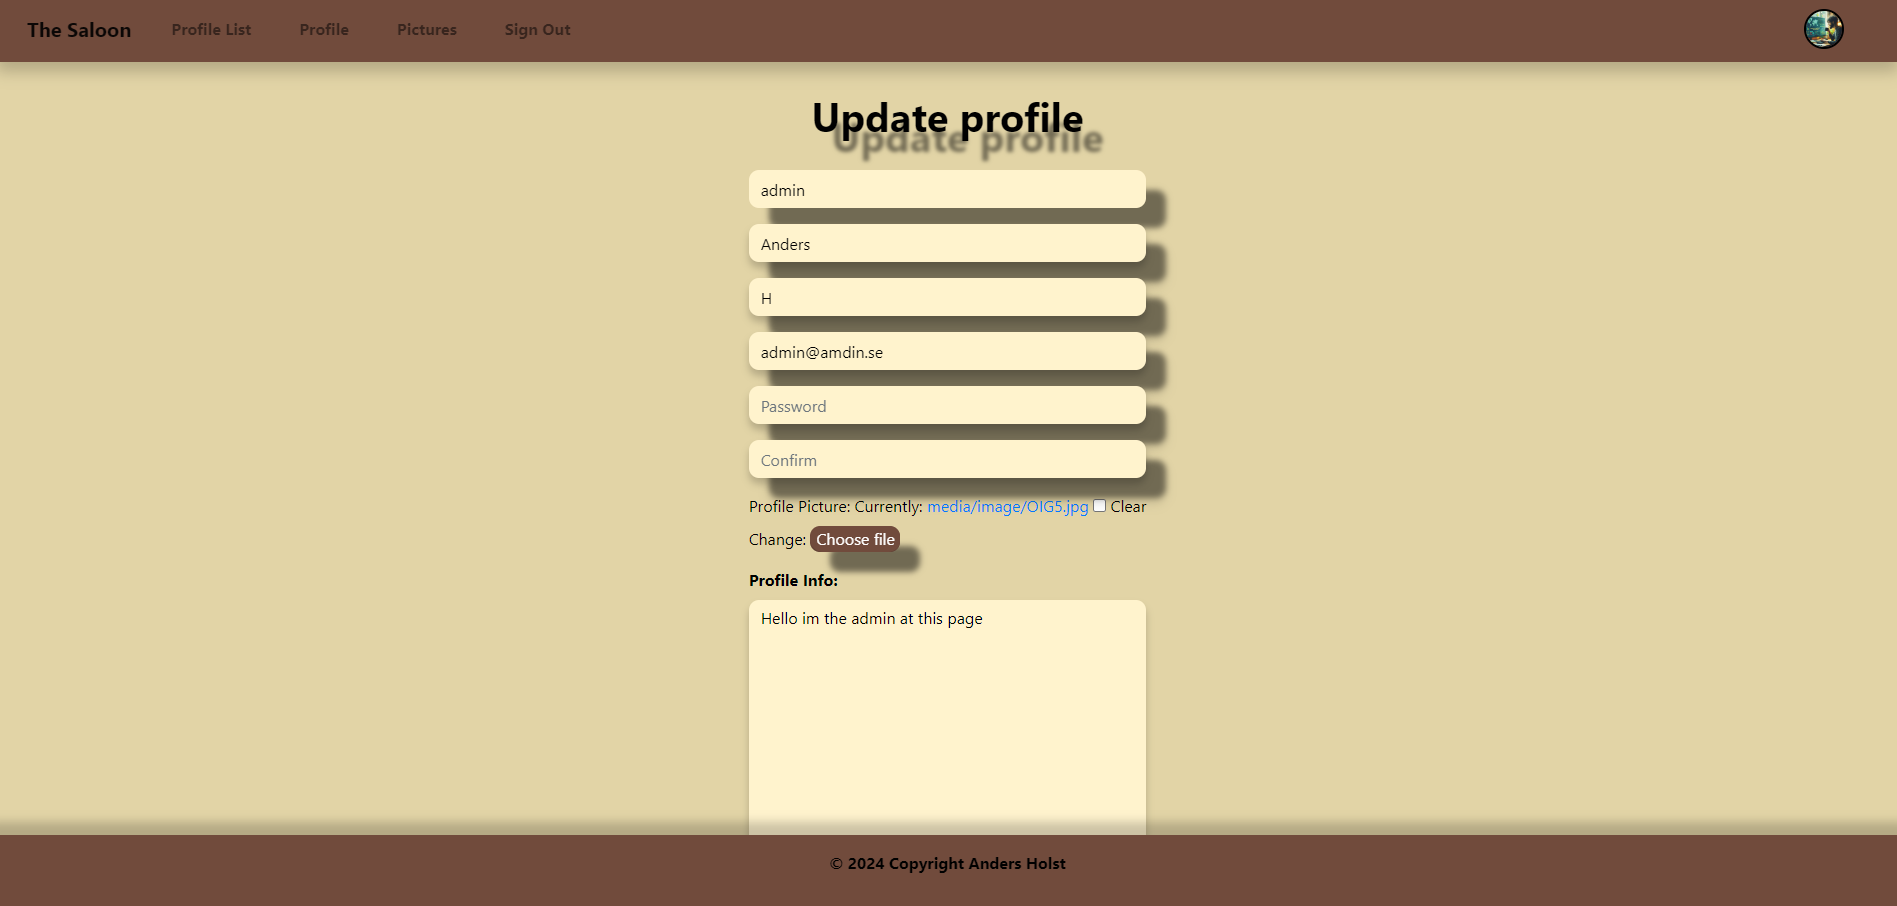 The Saloon Profile List Profile Pictures Sign Out
Update profile
admin
Anders
H
admin@amdin.se
Password
Confirm
Profile Picture: Currently: media/image/OIG5.jpg Clear
Change: Choose file
Profile Info:
Hello im the admin at this page
© 2024 Copyright Anders Holst